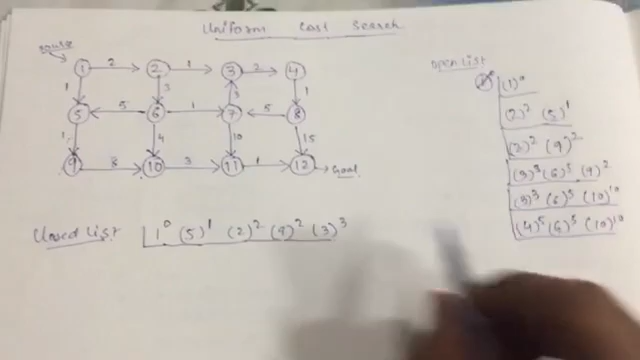 Uniform Cost Search
source
1 2 2 1 3 2 4
1 3 3 1
5 5 6 1 7 5 8
1 4 10 15
9 8 10 3 11 1 12 Goal
open List
(1)⁰
(2)² (5)¹
(2)² (9)²
(3)³ (6)⁵ (9)²
(3)³ (6)⁵ (10)¹⁰
(4)⁵ (6)⁵ (10)¹⁰
Closed List 1⁰ (5)¹ (2)² (9)² (3)³